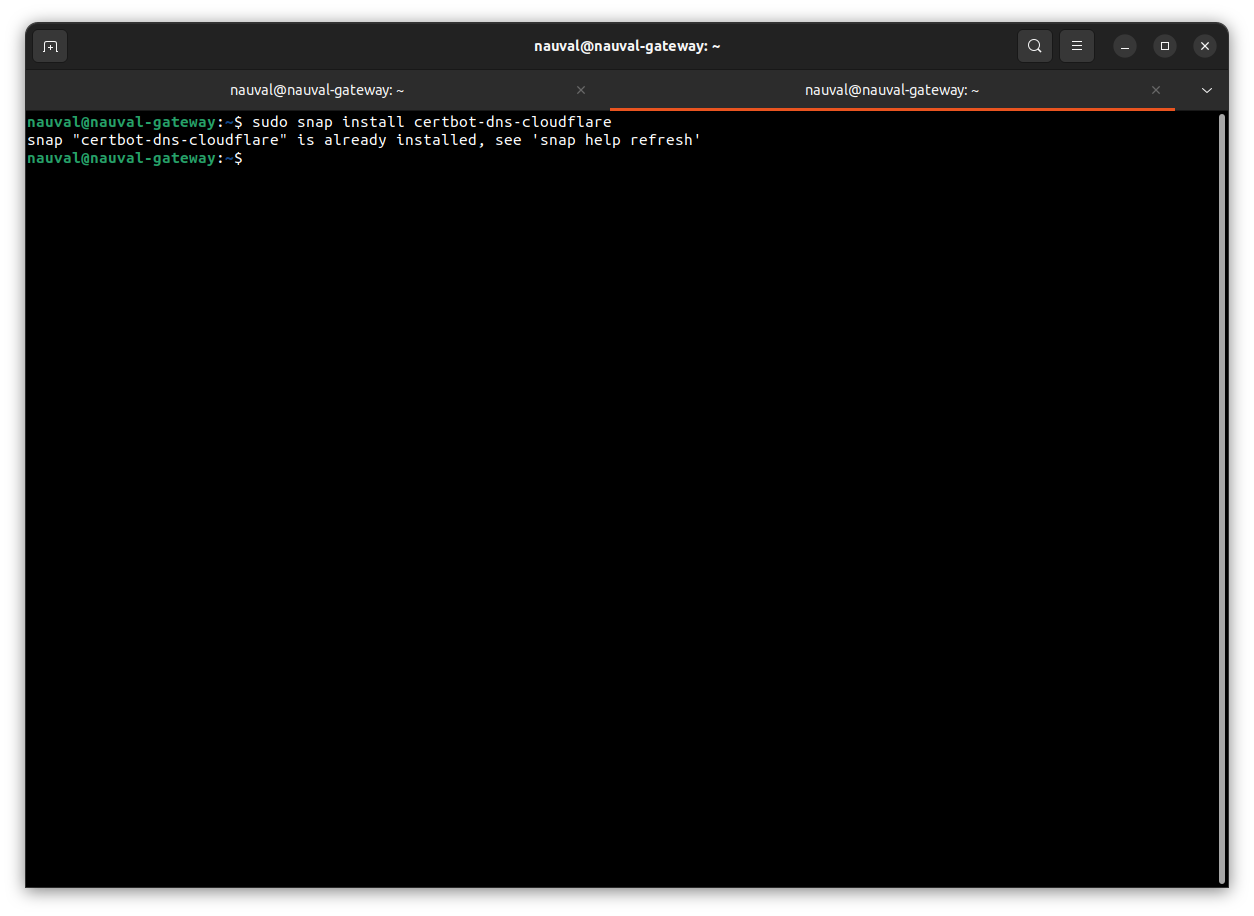 nauval@nauval-gateway: ~
nauval@nauval-gateway: ~
nauval@nauval-gateway: ~
nauval@nauval-gateway:~$ sudo snap install certbot-dns-cloudflare
snap "certbot-dns-cloudflare" is already installed, see 'snap help refresh'
nauval@nauval-gateway:~$